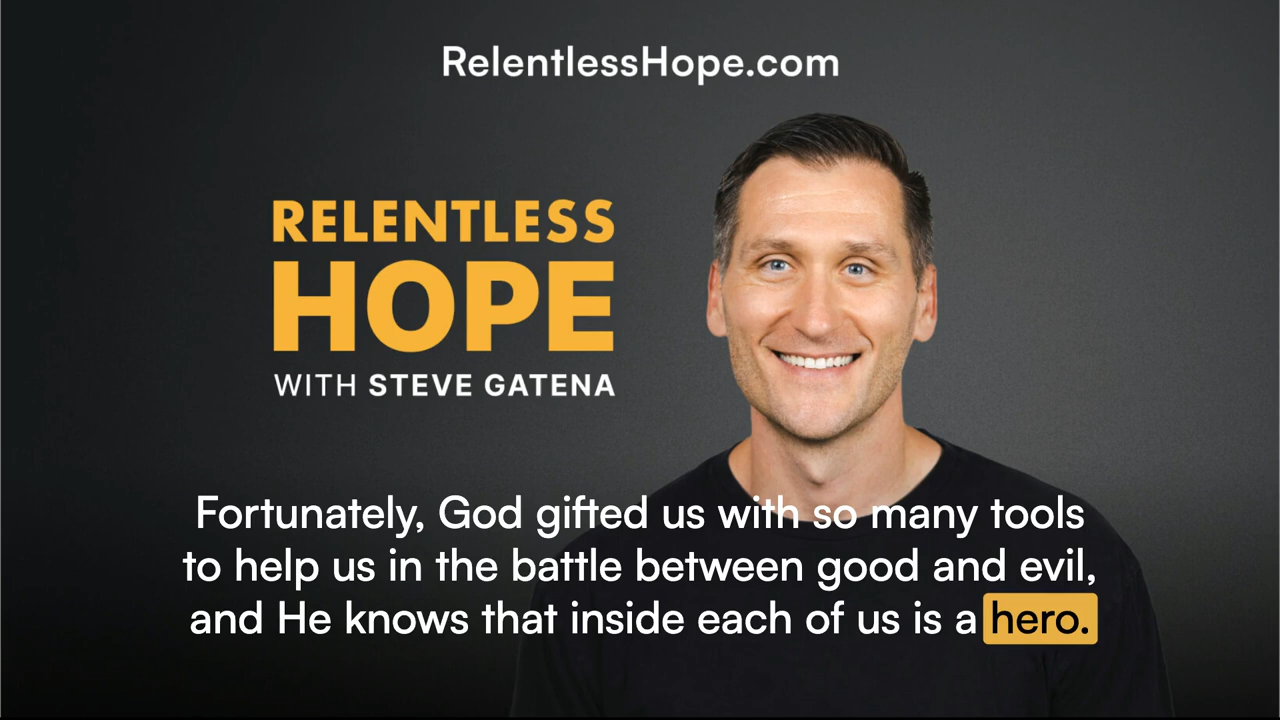 RelentlessHope.com
RELENTLESS
HOPE
WITH STEVE GATENA
Fortunately, God gifted us with so many tools
to help us in the battle between good and evil,
and He knows that inside each of us is a hero.